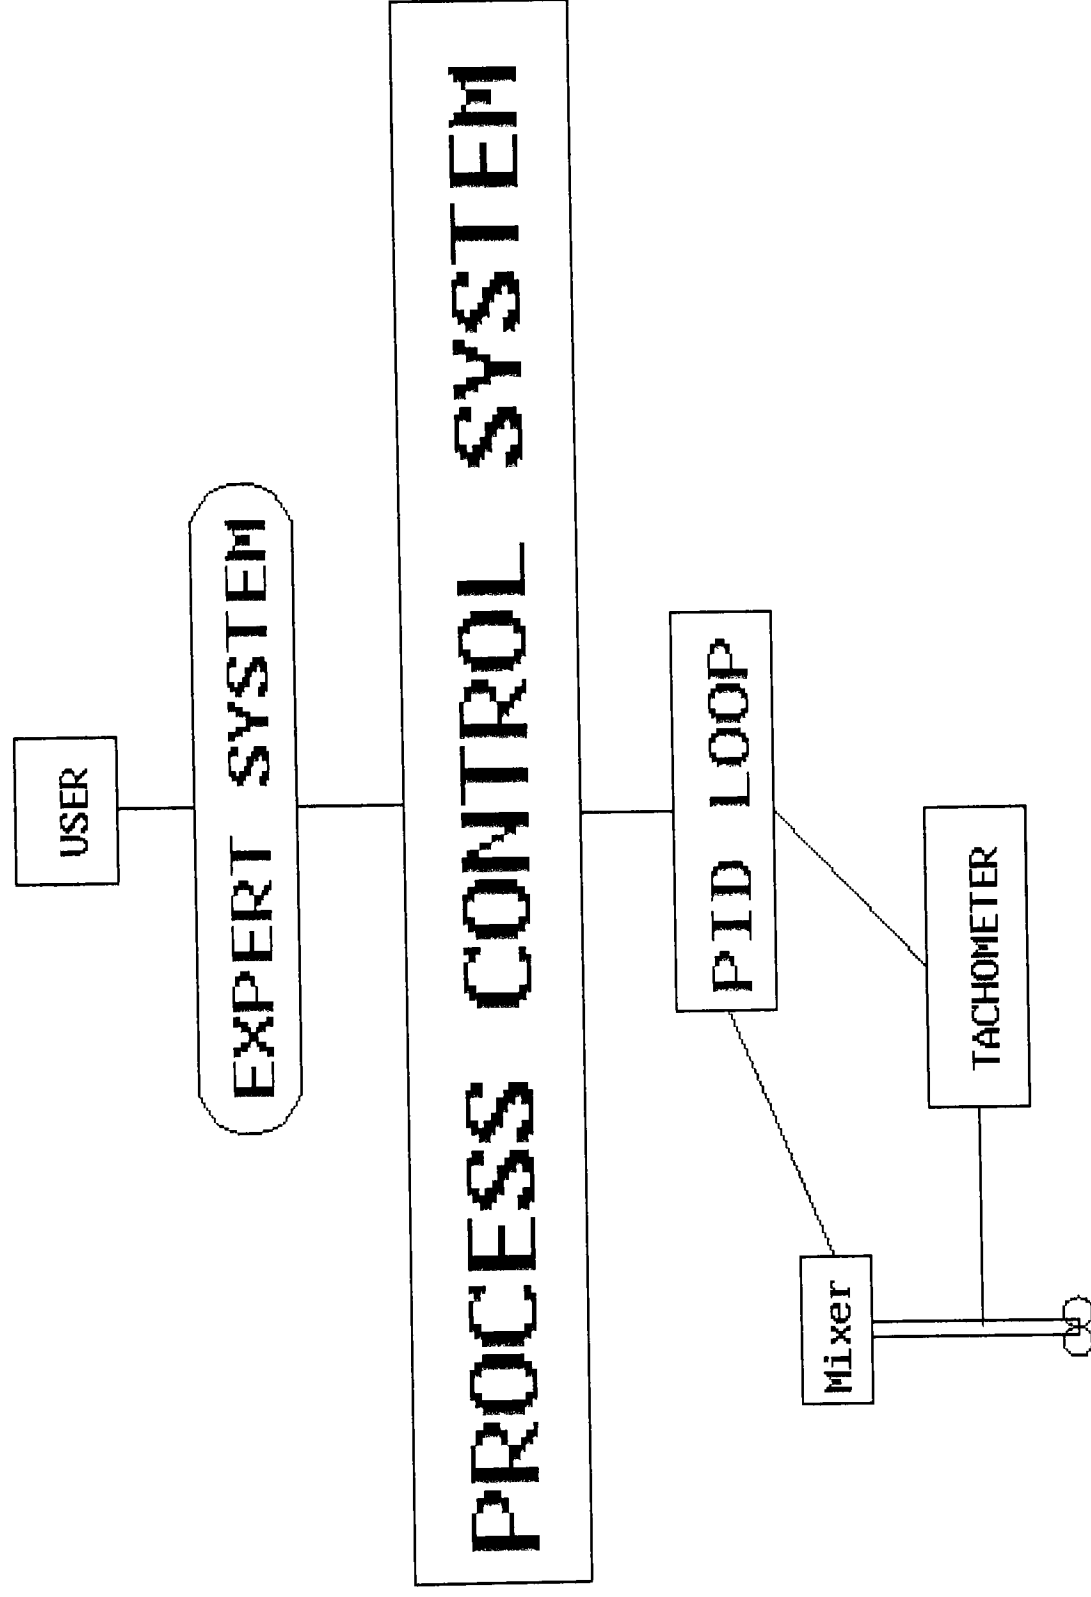 USER
EXPERT SYSTEM
PROCESS CONTROL SYSTEM
PID LOOP
TACHOMETER
Mixer